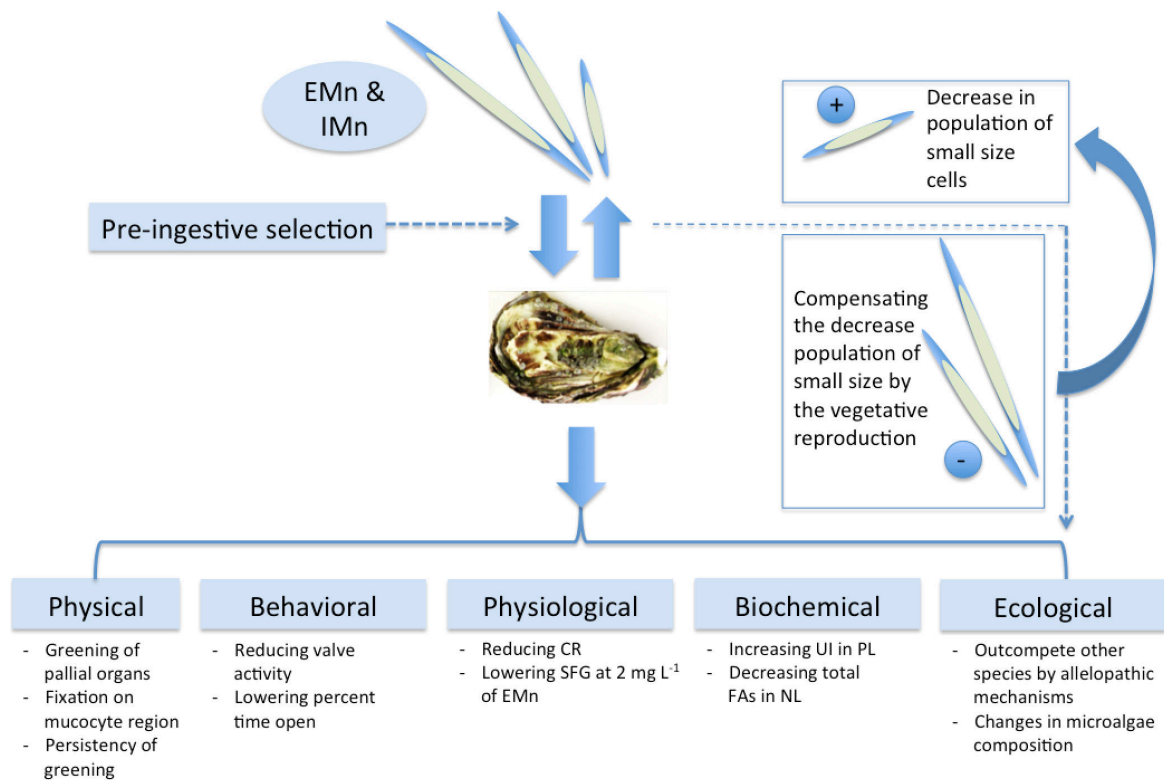 EMn &
IMn
+
Decrease in
population of
small size
cells
Pre-ingestive selection
Compensating
the decrease
population of
small size by
the vegetative
reproduction
-
Physical
- Greening of
pallial organs
- Fixation on
mucocyte region
- Persistency of
greening
Behavioral
- Reducing valve
activity
- Lowering percent
time open
Physiological
- Reducing CR
- Lowering SFG at 2 mg L⁻¹
of EMn
Biochemical
- Increasing UI in PL
- Decreasing total
FAs in NL
Ecological
- Outcompete other
species by allelopathic
mechanisms
- Changes in microalgae
composition